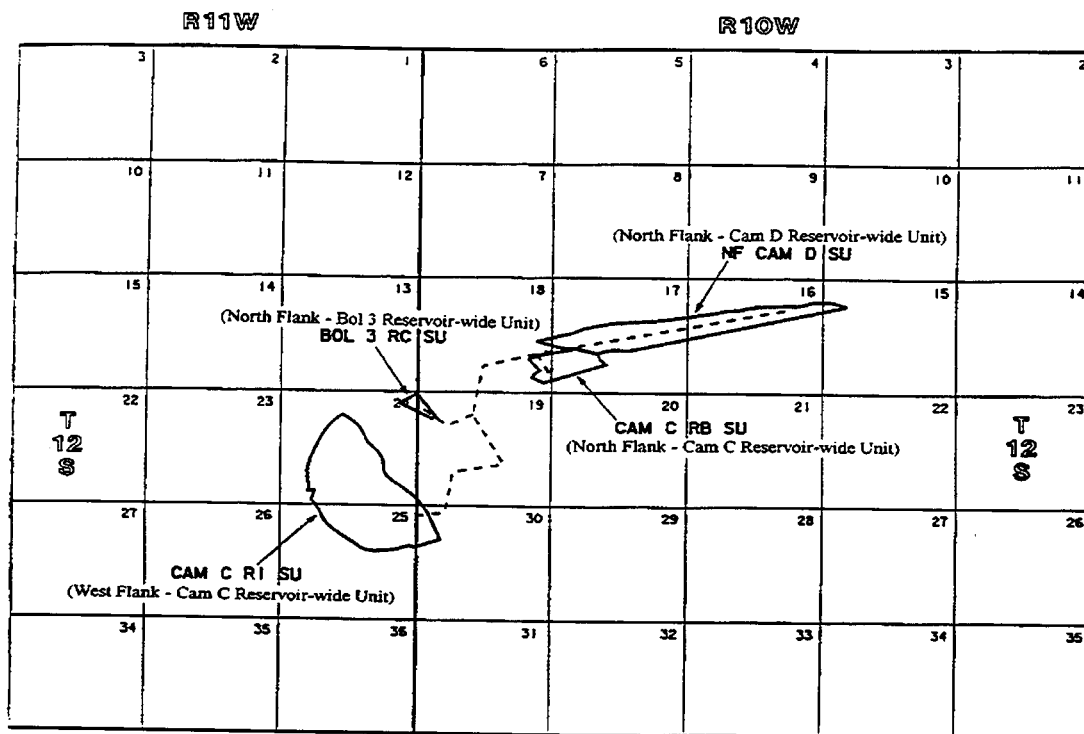 R11W R10W
3 2 1 6 5 4 3 2
10 11 12 7 8 9 10 11
(North Flank - Cam D Reservoir-wide Unit)
NF CAM D SU
15 14 13 18 17 16 15 14
(North Flank - Bol 3 Reservoir-wide Unit)
BOL 3 RC SU
22 23 24 19 20 21 22 23
T
12
S
CAM C RB SU
(North Flank - Cam C Reservoir-wide Unit)
T
12
S
27 26 25 30 29 28 27 26
CAM C RI SU
(West Flank - Cam C Reservoir-wide Unit)
34 35 36 31 32 33 34 35